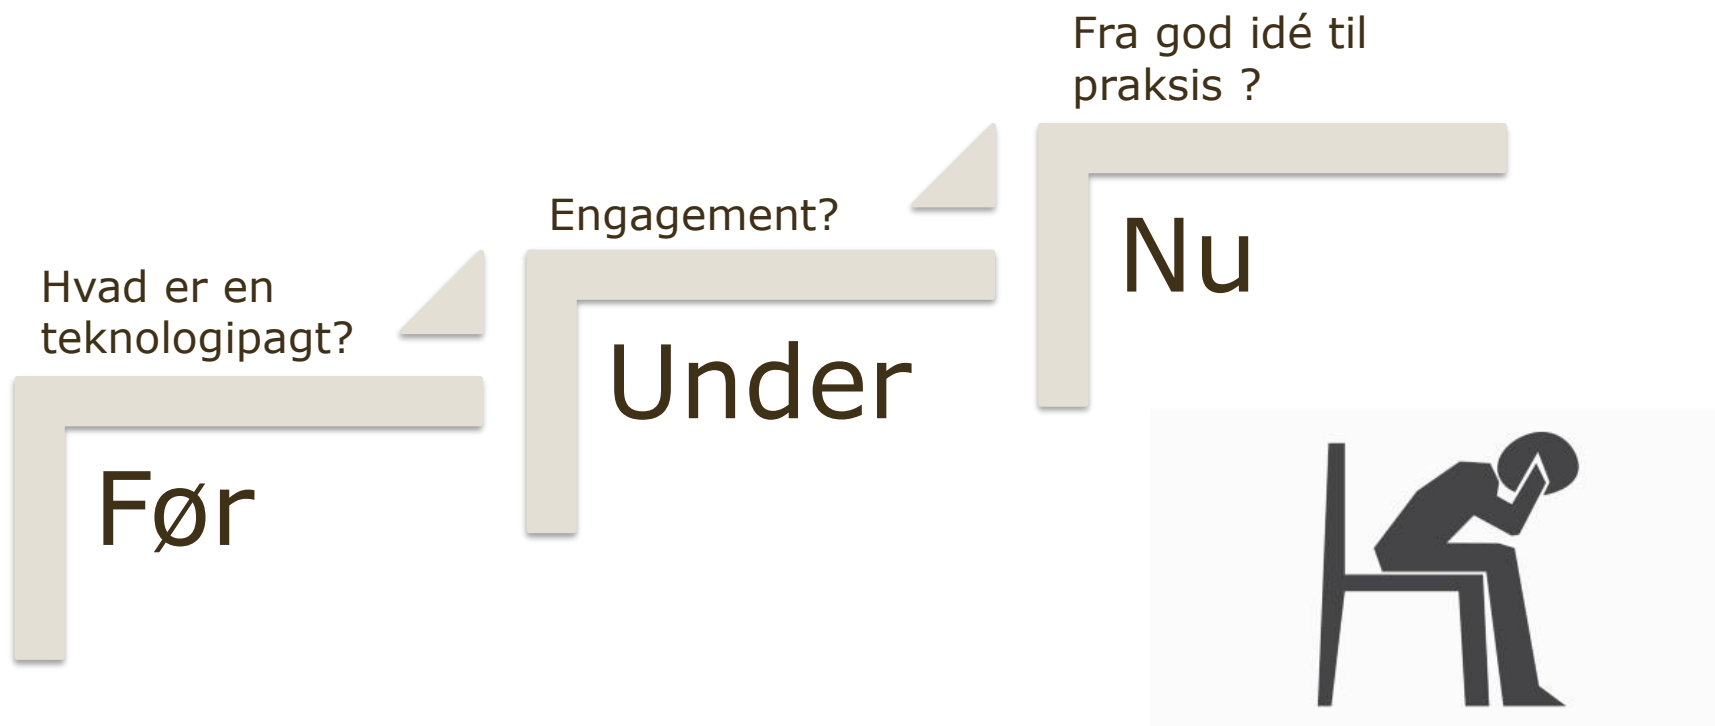 Hvad er en
teknologipagt?
Før
Engagement?
Under
Fra god idé til
praksis ?
Nu